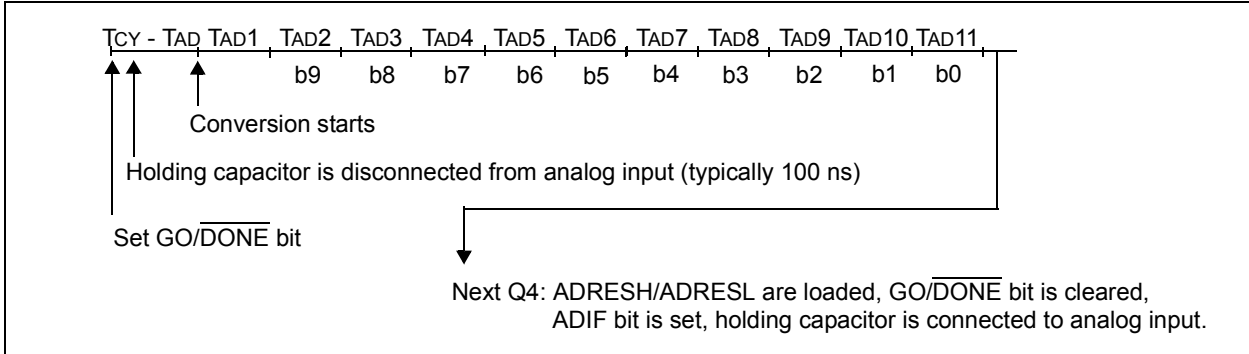 TCY - TAD TAD1 TAD2 TAD3 TAD4 TAD5 TAD6 TAD7 TAD8 TAD9 TAD10 TAD11
b9 b8 b7 b6 b5 b4 b3 b2 b1 b0
Conversion starts
Holding capacitor is disconnected from analog input (typically 100 ns)
Set GO/D̅O̅N̅E̅ bit
Next Q4: ADRESH/ADRESL are loaded, GO/D̅O̅N̅E̅ bit is cleared,
ADIF bit is set, holding capacitor is connected to analog input.